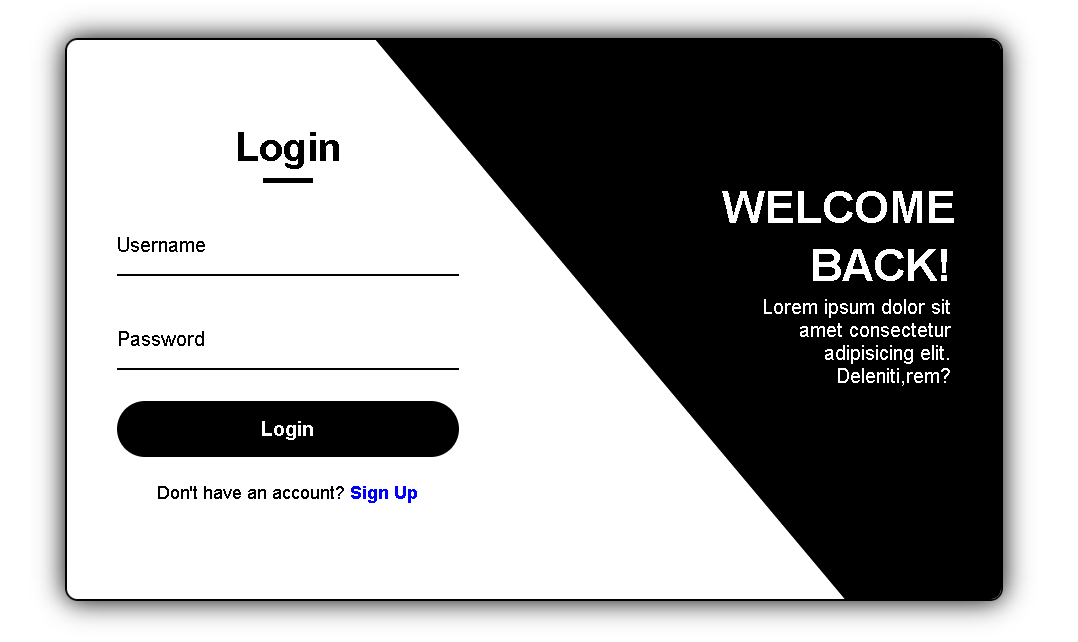 Login
Username
Password
Login
Don't have an account? Sign Up
WELCOME
BACK!
Lorem ipsum dolor sit
amet consectetur
adipisicing elit.
Deleniti,rem?